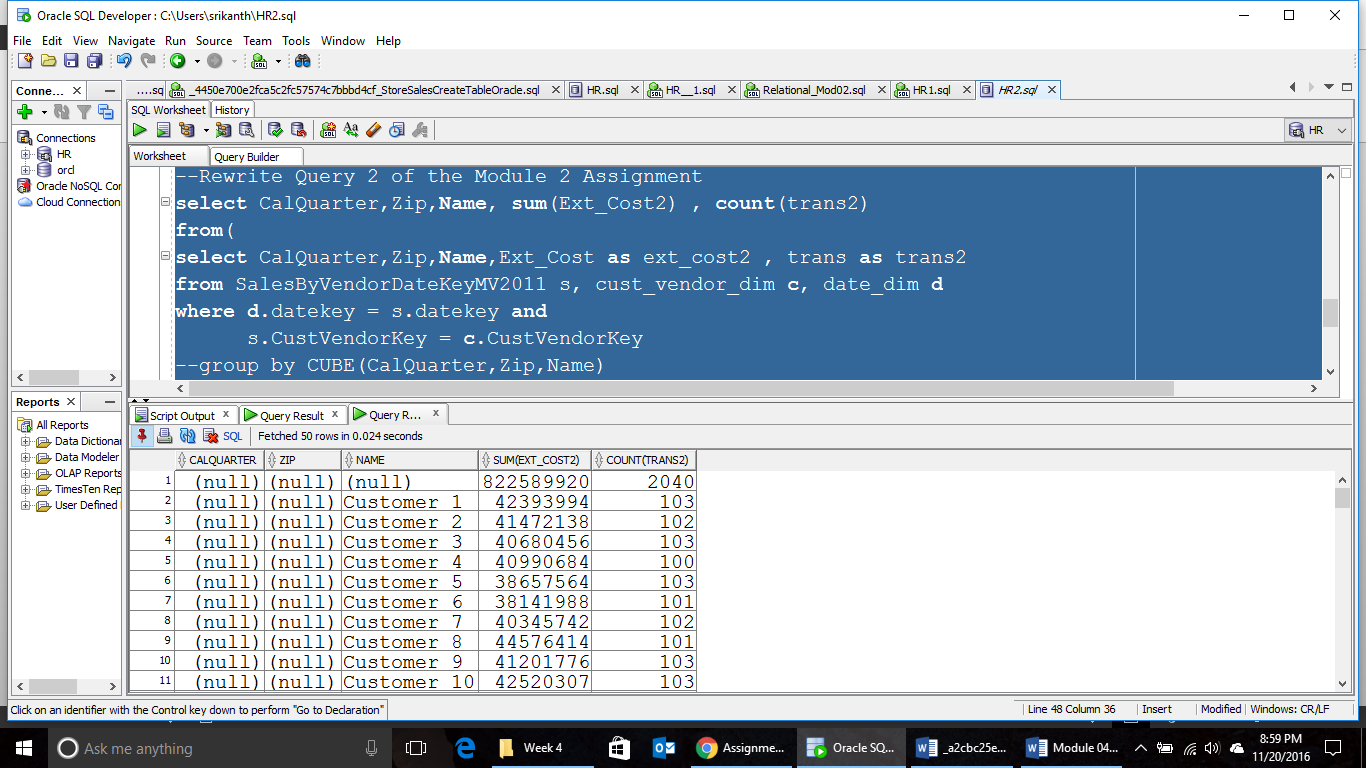 Oracle SQL Developer : C:\Users\srikanth\HR2.sql
File Edit View Navigate Run Source Team Tools Window Help
Conne...
Connections
HR
orcl
Oracle NoSQL Cor
Cloud Connection
Reports
All Reports
Data Dictionar
Data Modeler
OLAP Reports
TimesTen Rep
User Defined
....sq _4450e700e2fca5c2fc57574c7bbbd4cf_StoreSalesCreateTableOracle.sql HR.sql HR__1.sql Relational_Mod02.sql HR1.sql HR2.sql
SQL Worksheet History
HR
Worksheet Query Builder
--Rewrite Query 2 of the Module 2 Assignment
select CalQuarter,Zip,Name, sum(Ext_Cost2) , count(trans2)
from(
select CalQuarter,Zip,Name,Ext_Cost as ext_cost2 , trans as trans2
from SalesByVendorDateKeyMV2011 s, cust_vendor_dim c, date_dim d
where d.datekey = s.datekey and
s.CustVendorKey = c.CustVendorKey
--group by CUBE(CalQuarter,Zip,Name)
Script Output Query Result Query R...
SQL Fetched 50 rows in 0.024 seconds
CALQUARTER ZIP NAME SUM(EXT_COST2) COUNT(TRANS2)
1 (null) (null) (null) 822589920 2040
2 (null) (null) Customer 1 42393994 103
3 (null) (null) Customer 2 41472138 102
4 (null) (null) Customer 3 40680456 103
5 (null) (null) Customer 4 40990684 100
6 (null) (null) Customer 5 38657564 103
7 (null) (null) Customer 6 38141988 101
8 (null) (null) Customer 7 40345742 102
9 (null) (null) Customer 8 44576414 101
10 (null) (null) Customer 9 41201776 103
11 (null) (null) Customer 10 42520307 103
Click on an identifier with the Control key down to perform "Go to Declaration"
Line 48 Column 36 Insert Modified Windows: CR/LF
Ask me anything Week 4 Assignme... Oracle SQ... _a2cbc25e... Module 04...
8:59 PM
11/20/2016